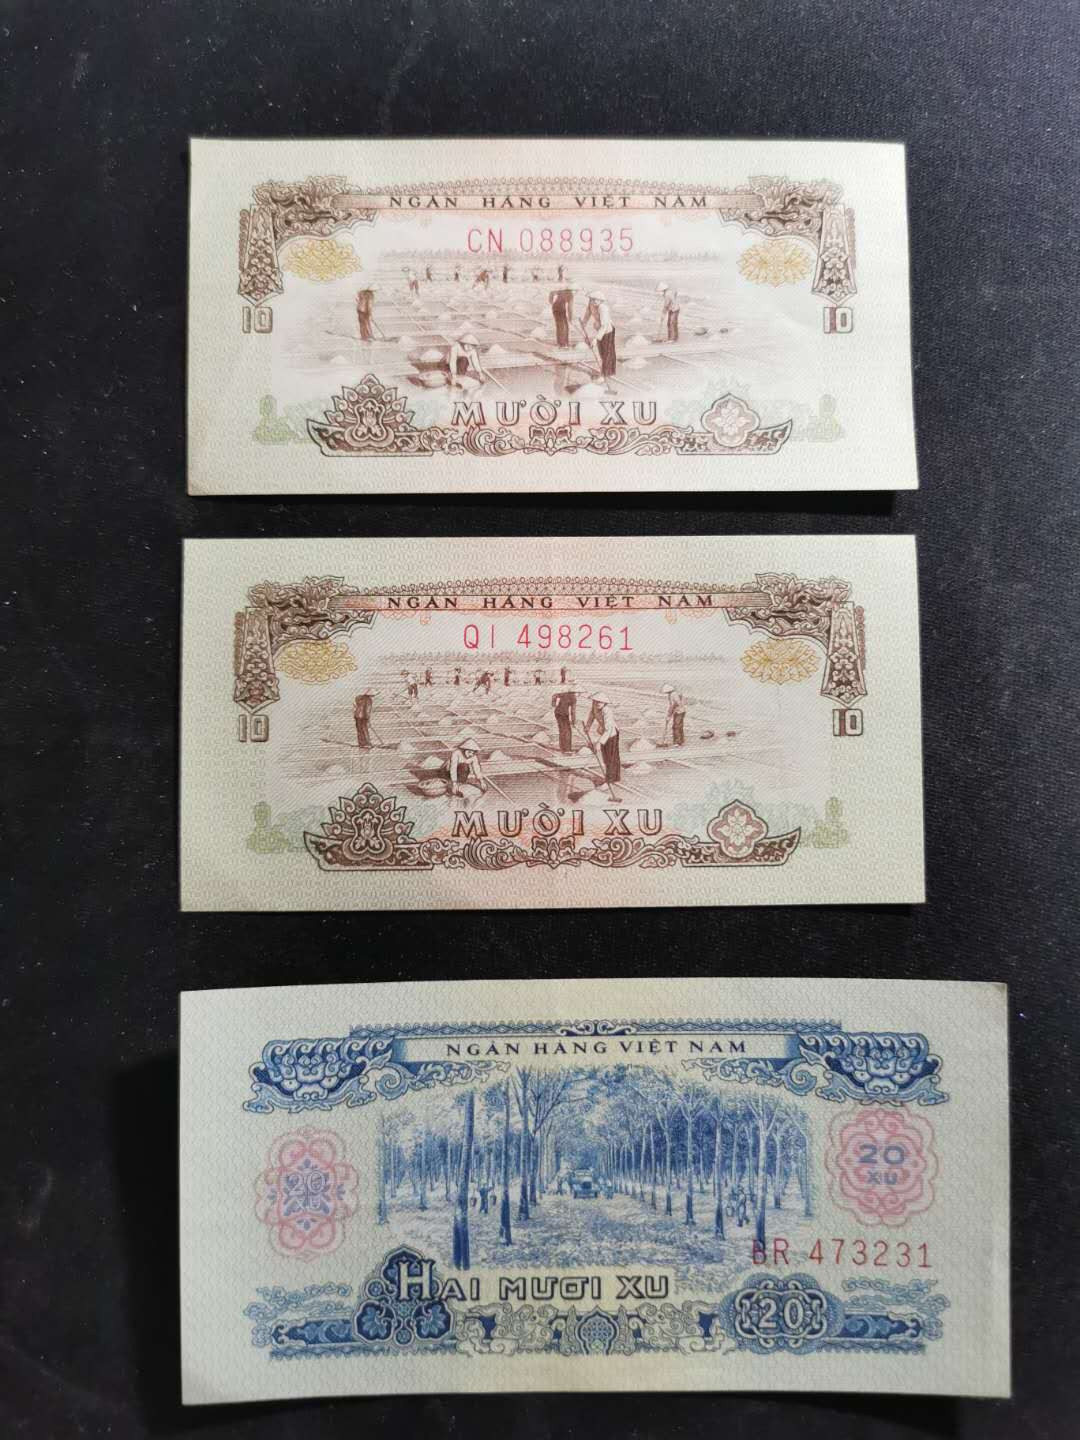 NGÂN HÀNG VIỆT NAM
CN 088935
10 10
MƯỜI XU
NGÂN HÀNG VIỆT NAM
QI 498261
10 10
MƯỜI XU
NGÂN HÀNG VIỆT NAM
20
XU
BR 473231
HAI MƯƠI XU
20